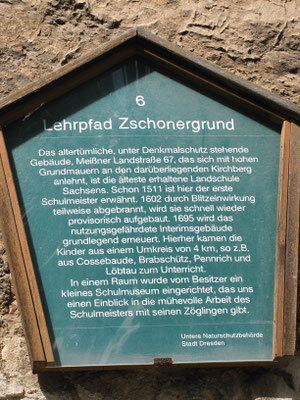 6
Lehrpfad Zschonergrund
Das altertümliche, unter Denkmalschutz stehende
Gebäude, Meißner Landstraße 67, das sich mit hohen
Grundmauern an den darüberliegenden Kirchberg
anlehnt, ist die älteste erhaltene Landschule
Sachsens. Schon 1511 ist hier der erste
Schulmeister erwähnt. 1602 durch Blitzeinwirkung
teilweise abgebrannt, wird sie schnell wieder
provisorisch aufgebaut. 1695 wird das
nutzungsgefährdete Interimsgebäude
grundlegend erneuert. Hierher kamen die
Kinder aus einem Umkreis von 4 km, so z.B.
aus Cossebaude, Brabschütz, Pennrich und
Löbtau zum Unterricht.
In einem Raum wurde vom Besitzer ein
kleines Schulmuseum eingerichtet, das uns
einen Einblick in die mühevolle Arbeit des
Schulmeisters mit seinen Zöglingen gibt.
Untere Naturschutzbehörde
Stadt Dresden